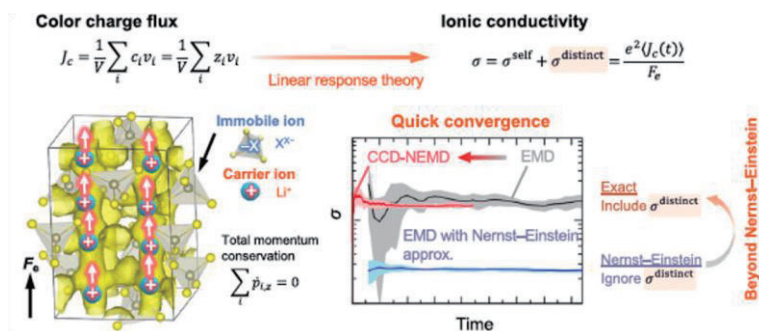 Color charge flux
J_c = 1/V ∑_i c_i v_i = 1/V ∑_i z_i v_i
Linear response theory
Ionic conductivity
σ = σ^self + σ^distinct = e²⟨J_c(t)⟩/F_e
Immobile ion
−X X^X−
Carrier ion
+ Li⁺
Total momentum
conservation
∑_i ṗ_i,z = 0
F_e
Quick convergence
CCD-NEMD
EMD
EMD with Nernst–Einstein
approx.
σ
Time
Exact
Include σ^distinct
Nernst–Einstein
Ignore σ^distinct
Beyond Nernst–Einstein